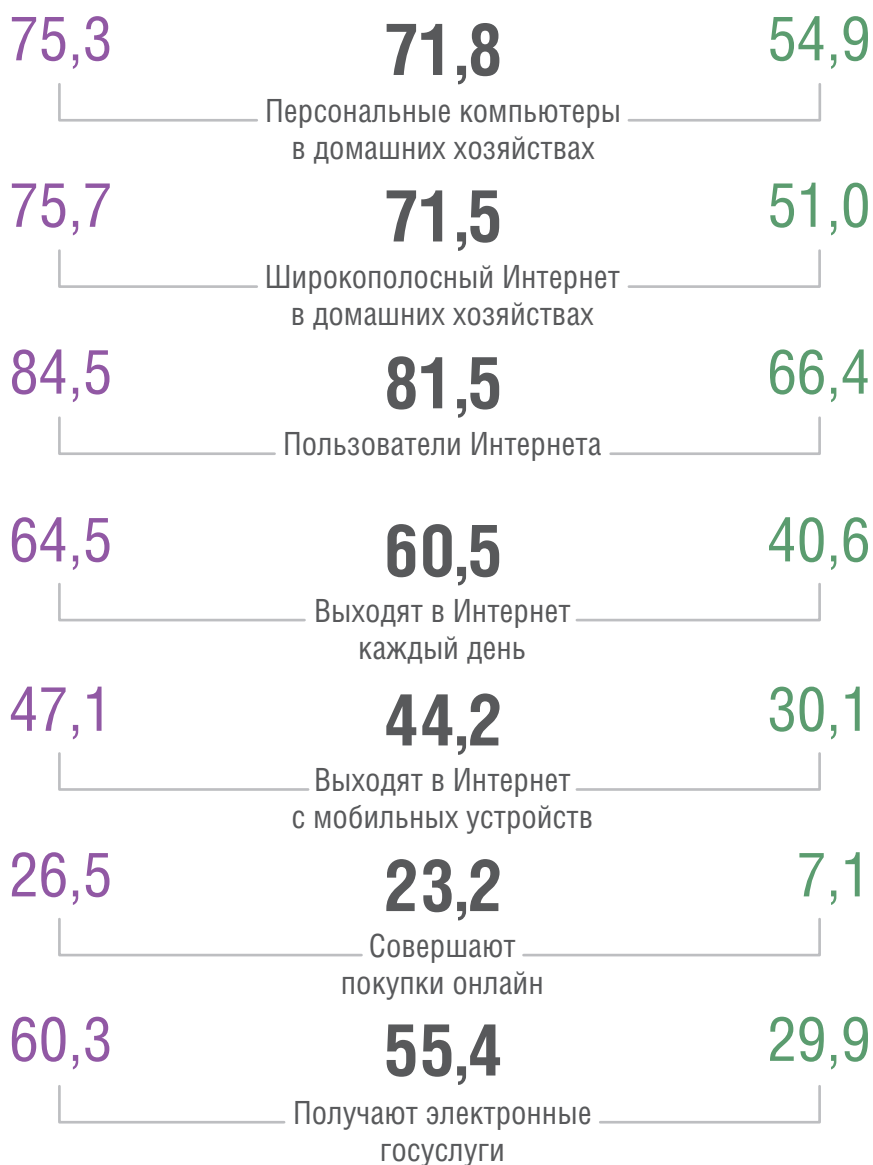 75,3 71,8 54,9
Персональные компьютеры
в домашних хозяйствах
75,7 71,5 51,0
Широкополосный Интернет
в домашних хозяйствах
84,5 81,5 66,4
Пользователи Интернета
64,5 60,5 40,6
Выходят в Интернет
каждый день
47,1 44,2 30,1
Выходят в Интернет
с мобильных устройств
26,5 23,2 7,1
Совершают
покупки онлайн
60,3 55,4 29,9
Получают электронные
госуслуги